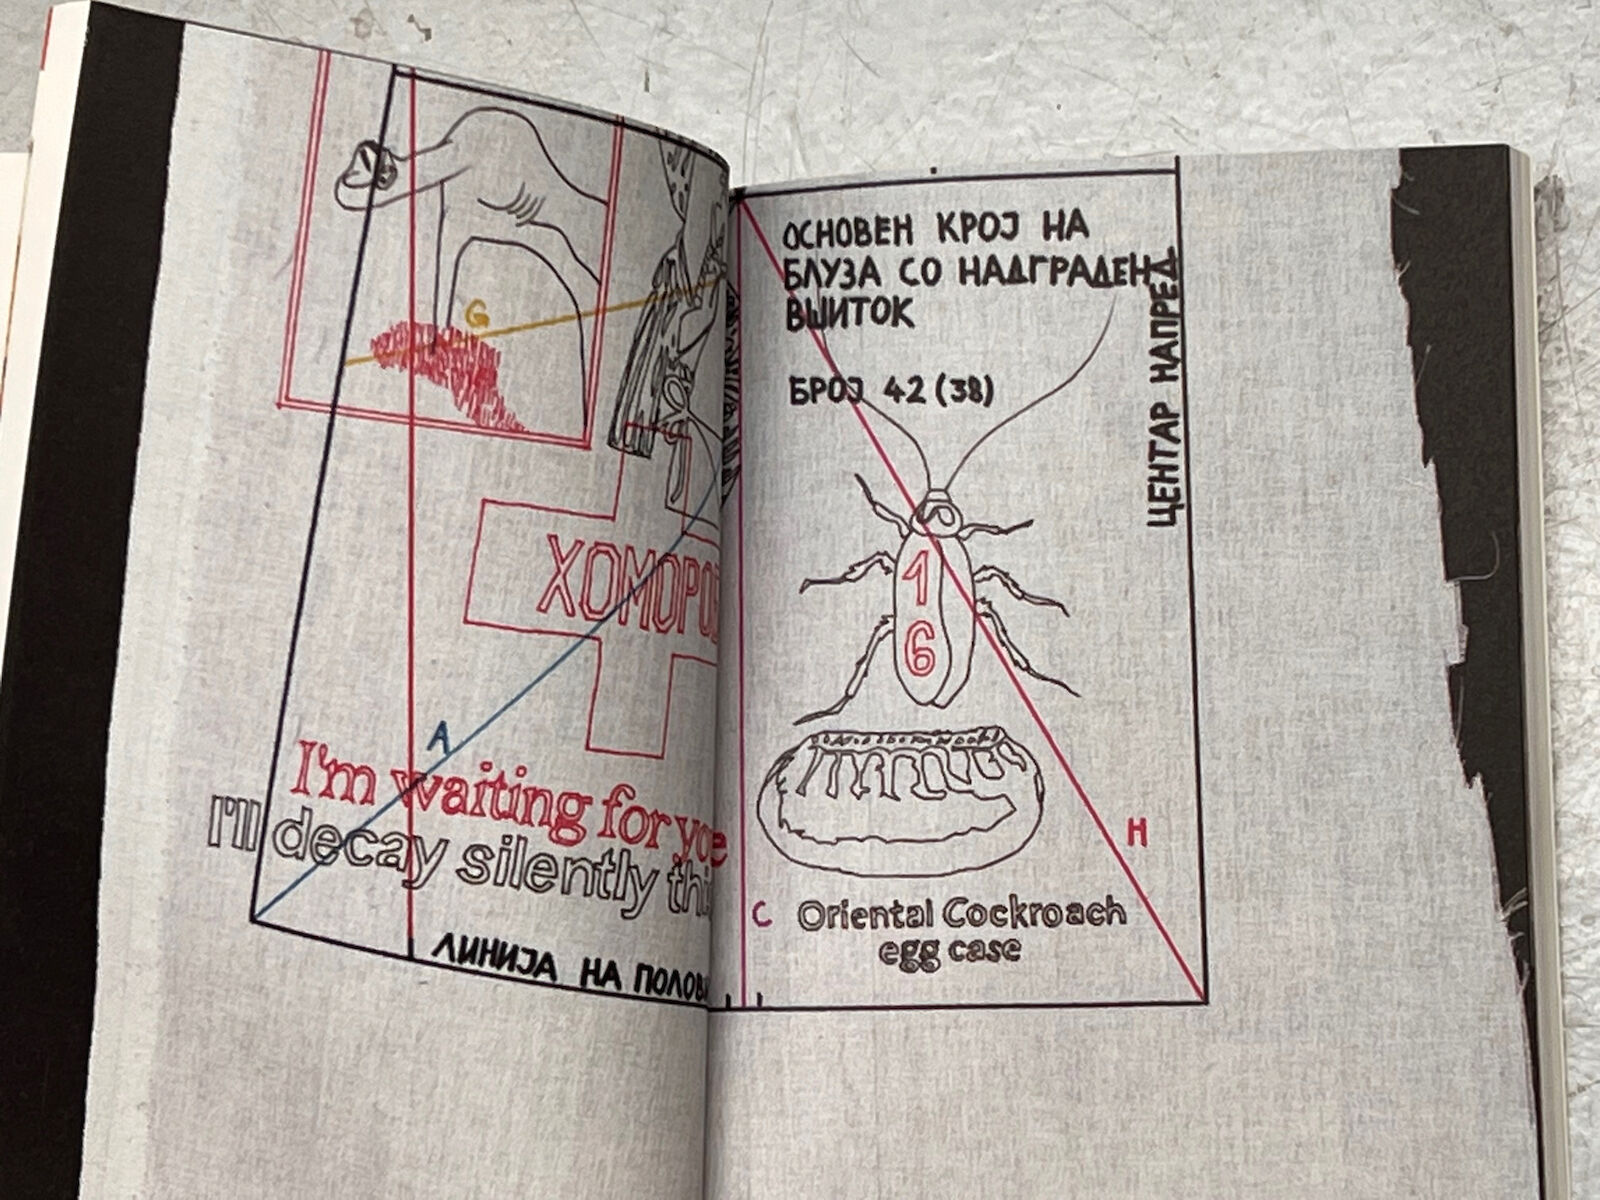 G
ХОМОРО
A
I'm waiting for
I'll decay silently
ЛИНИЈА НА
ОСНОВЕН КРОЈ НА
БЛУЗА СО НАДГРАДЕН
ВШИТОК
БРОЈ 42 (38)
ЦЕНТАР НАПРЕД
1
6
H
C
Oriental Cockroach
egg case